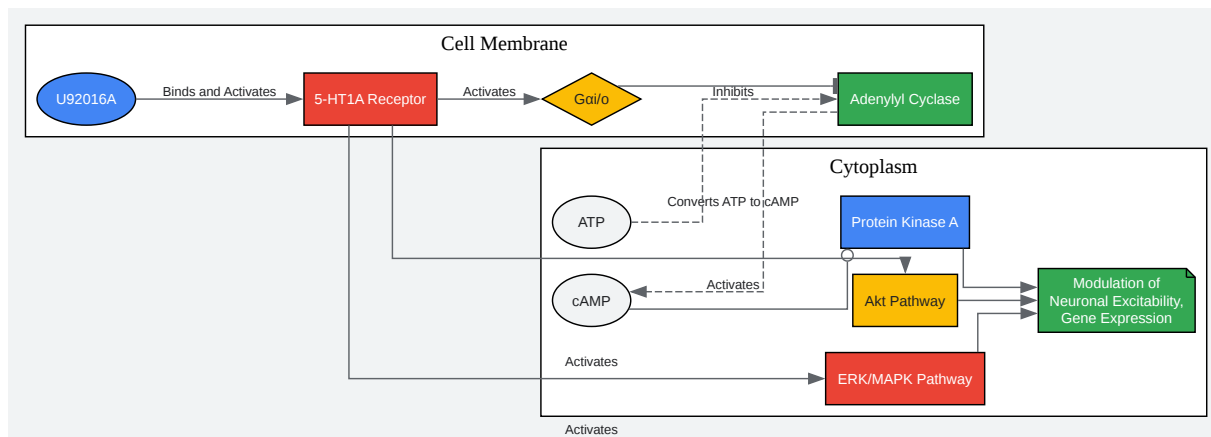 Cell Membrane
U92016A
Binds and Activates
5-HT1A Receptor
Activates
Gαi/o
Inhibits
Adenylyl Cyclase
Cytoplasm
ATP
Converts ATP to cAMP
Protein Kinase A
cAMP
Activates
Akt Pathway
Modulation of
Neuronal Excitability,
Gene Expression
Activates
ERK/MAPK Pathway
Activates